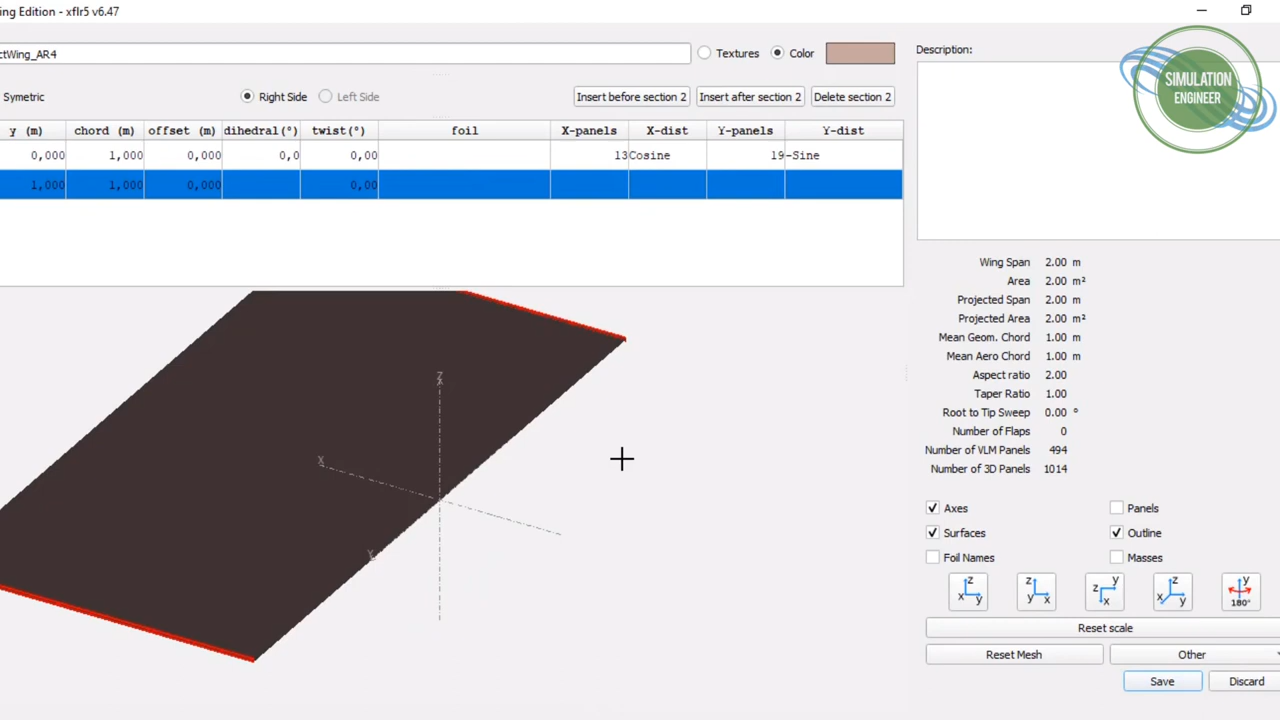 ing Edition - xflr5 v6.47
ctWing_AR4
Textures
Color
Description:
SIMULATION
ENGINEER
Symetric
Right Side
Left Side
Insert before section 2
Insert after section 2
Delete section 2
y (m) chord (m) offset (m) dihedral(°) twist(°) foil X-panels X-dist Y-panels Y-dist
0,000 1,000 0,000 0,0 0,00 13 Cosine 19 -Sine
1,000 1,000 0,000 0,00
Wing Span 2.00 m
Area 2.00 m²
Projected Span 2.00 m
Projected Area 2.00 m²
Mean Geom. Chord 1.00 m
Mean Aero Chord 1.00 m
Aspect ratio 2.00
Taper Ratio 1.00
Root to Tip Sweep 0.00 °
Number of Flaps 0
Number of VLM Panels 494
Number of 3D Panels 1014
Z
X
Y
Axes
Panels
Surfaces
Outline
Foil Names
Masses
z x y
z y x
y z x
z x y
y 180°
Reset scale
Reset Mesh
Other
Save
Discard